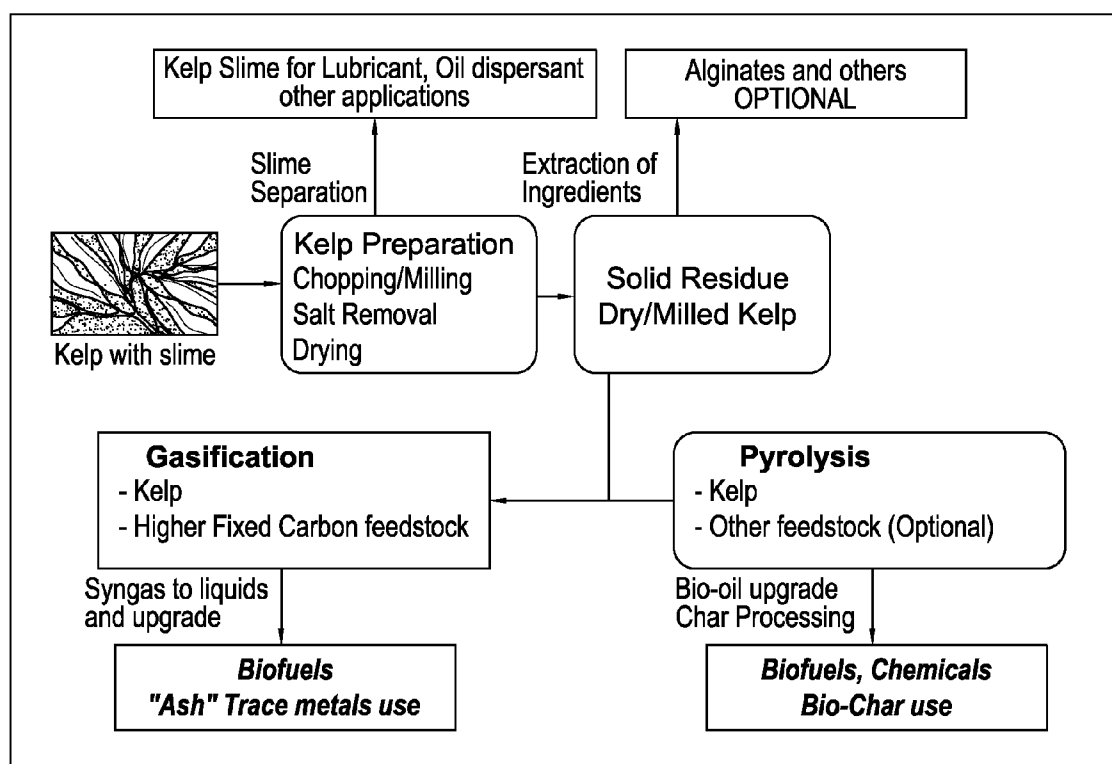 Kelp Slime for Lubricant, Oil dispersant
other applications
Alginates and others
OPTIONAL
Slime
Separation
Extraction of
Ingredients
Kelp with slime
Kelp Preparation
Chopping/Milling
Salt Removal
Drying
Solid Residue
Dry/Milled Kelp
Gasification
- Kelp
- Higher Fixed Carbon feedstock
Pyrolysis
- Kelp
- Other feedstock (Optional)
Syngas to liquids
and upgrade
Bio-oil upgrade
Char Processing
Biofuels
"Ash" Trace metals use
Biofuels, Chemicals
Bio-Char use